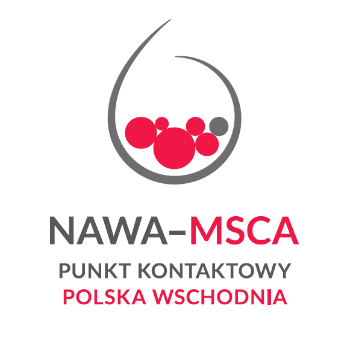 NAWA–MSCA
PUNKT KONTAKTOWY
POLSKA WSCHODNIA